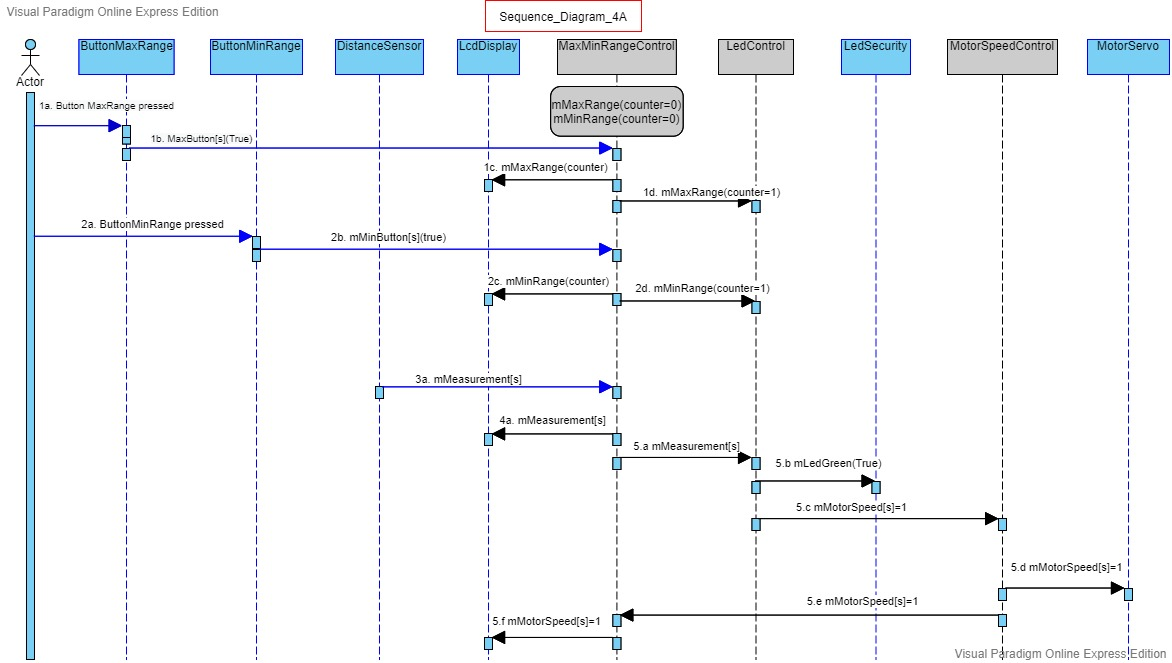 Visual Paradigm Online Express Edition
Sequence_Diagram_4A
ButtonMaxRange
ButtonMinRange
DistanceSensor
LcdDisplay
MaxMinRangeControl
LedControl
LedSecurity
MotorSpeedControl
MotorServo
Actor
mMaxRange(counter=0)
mMinRange(counter=0)
1a. Button MaxRange pressed
1b. MaxButton[s](True)
1c. mMaxRange(counter)
1d. mMaxRange(counter=1)
2a. ButtonMinRange pressed
2b. mMinButton[s](true)
2c. mMinRange(counter)
2d. mMinRange(counter=1)
3a. mMeasurement[s]
4a. mMeasurement[s]
5.a mMeasurement[s]
5.b mLedGreen(True)
5.c mMotorSpeed[s]=1
5.d mMotorSpeed[s]=1
5.e mMotorSpeed[s]=1
5.f mMotorSpeed[s]=1
Visual Paradigm Online Express Edition